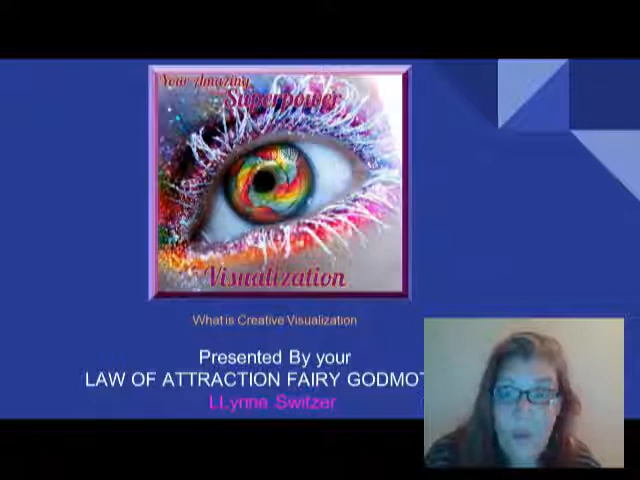 Your Amazing
Superpower
Visualization
What is Creative Visualization
Presented By your
LAW OF ATTRACTION FAIRY GODMOT
LLynne Switzer